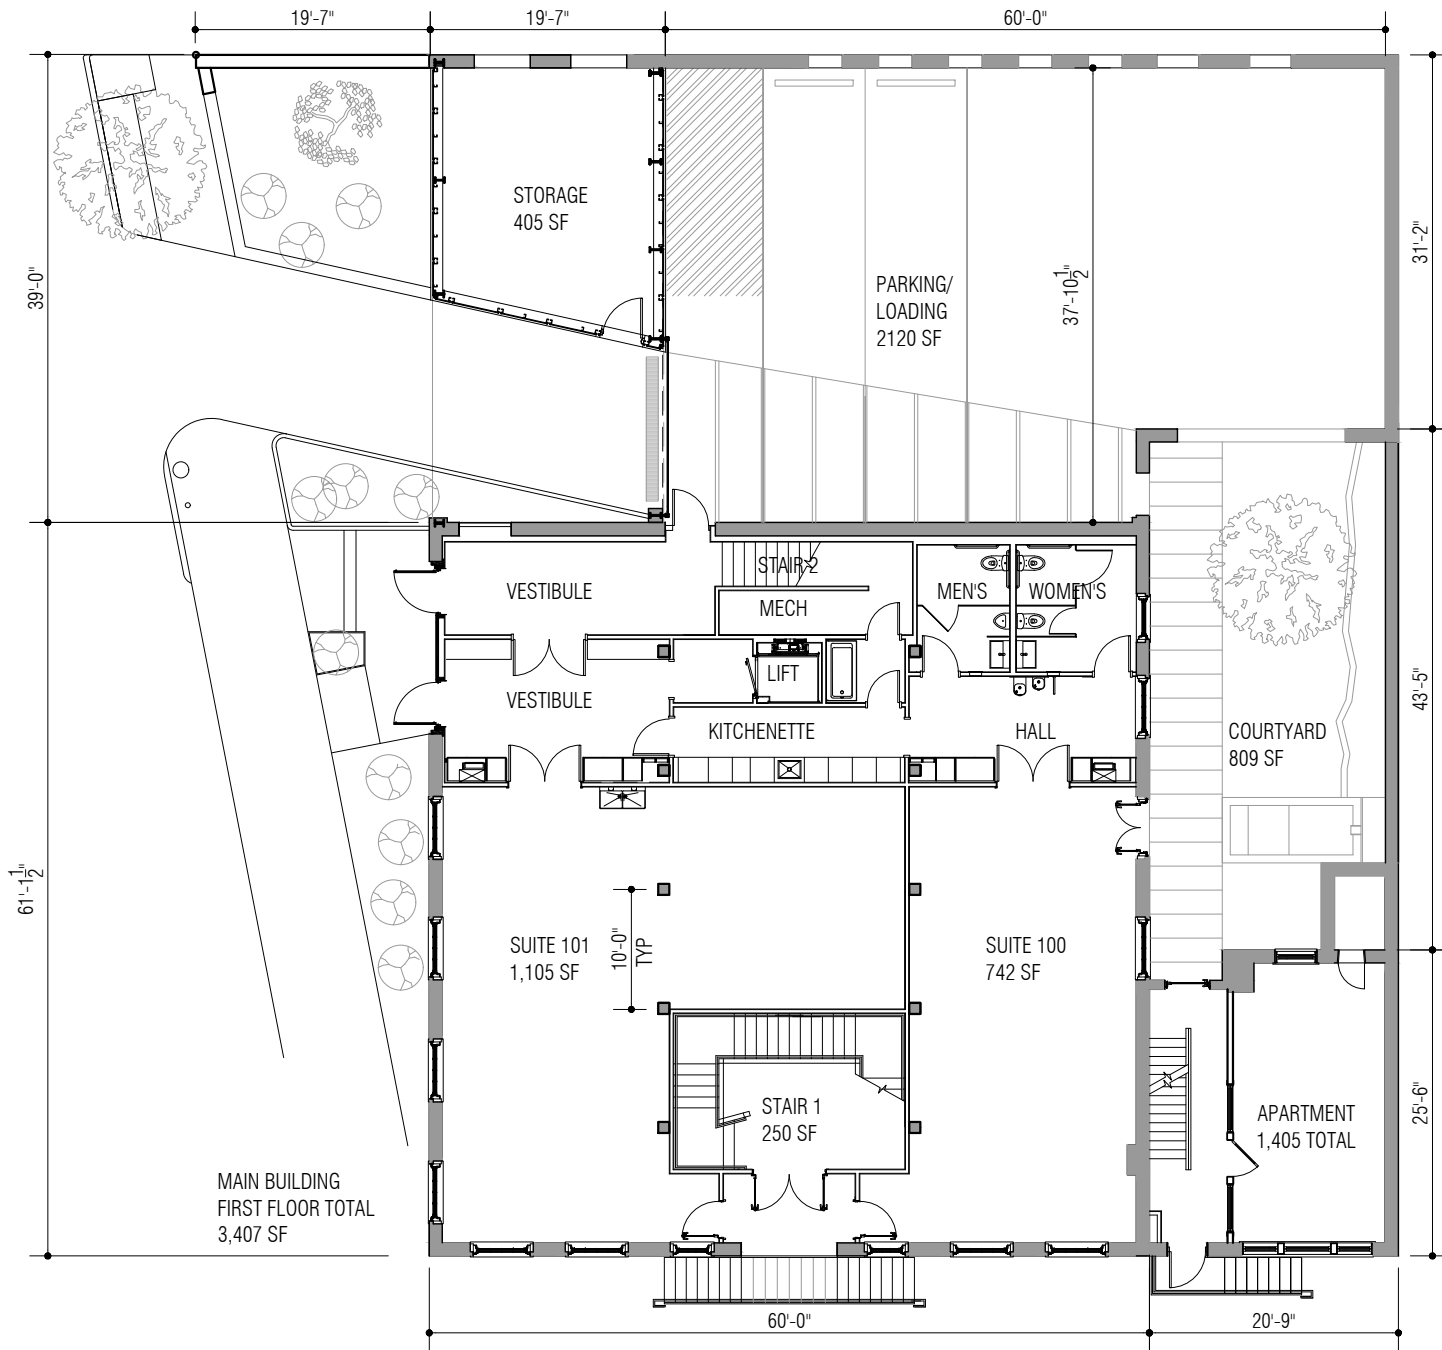 19'-7"
19'-7"
60'-0"
STORAGE
405 SF
31'-2"
39'-0"
PARKING/
LOADING
2120 SF
37'-10 1/2"
STAIR 2
VESTIBULE
MECH
MEN'S
WOMEN'S
LIFT
VESTIBULE
KITCHENETTE
HALL
COURTYARD
809 SF
43'-5"
61'-1 1/2"
SUITE 101
1,105 SF
10'-0"
TYP
SUITE 100
742 SF
STAIR 1
250 SF
APARTMENT
1,405 TOTAL
25'-6"
MAIN BUILDING
FIRST FLOOR TOTAL
3,407 SF
60'-0"
20'-9"